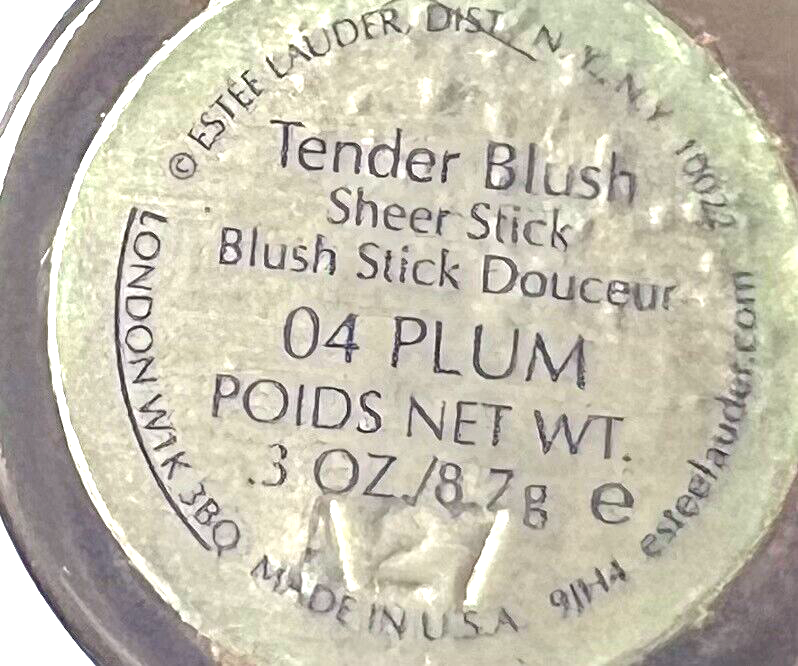 © ESTEE LAUDER, DIST. N.Y., N.Y 10022
Tender Blush
Sheer Stick
Blush Stick Douceur
04 PLUM
POIDS NET WT.
.3 OZ./8.7g e
LONDON W1K 3BQ
MADE IN U.S.A
esteelauder.com